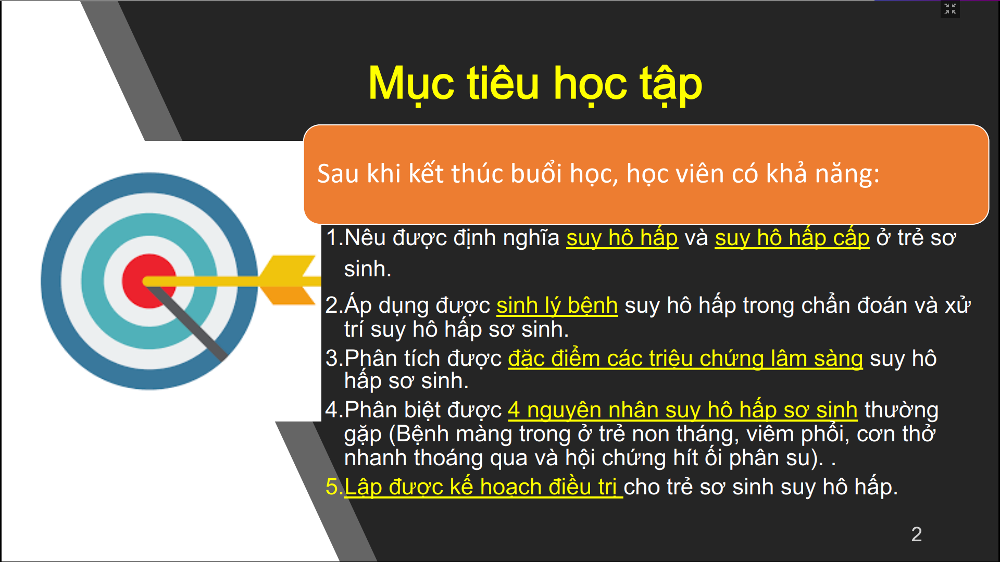 Mục tiêu học tập
Sau khi kết thúc buổi học, học viên có khả năng:
1.Nêu được định nghĩa suy hô hấp và suy hô hấp cấp ở trẻ sơ
sinh.
2.Áp dụng được sinh lý bệnh suy hô hấp trong chẩn đoán và xử
trí suy hô hấp sơ sinh.
3.Phân tích được đặc điểm các triệu chứng lâm sàng suy hô
hấp sơ sinh.
4.Phân biệt được 4 nguyên nhân suy hô hấp sơ sinh thường
gặp (Bệnh màng trong ở trẻ non tháng, viêm phổi, cơn thở
nhanh thoáng qua và hội chứng hít ối phân su). .
5.Lập được kế hoạch điều trị cho trẻ sơ sinh suy hô hấp.
2